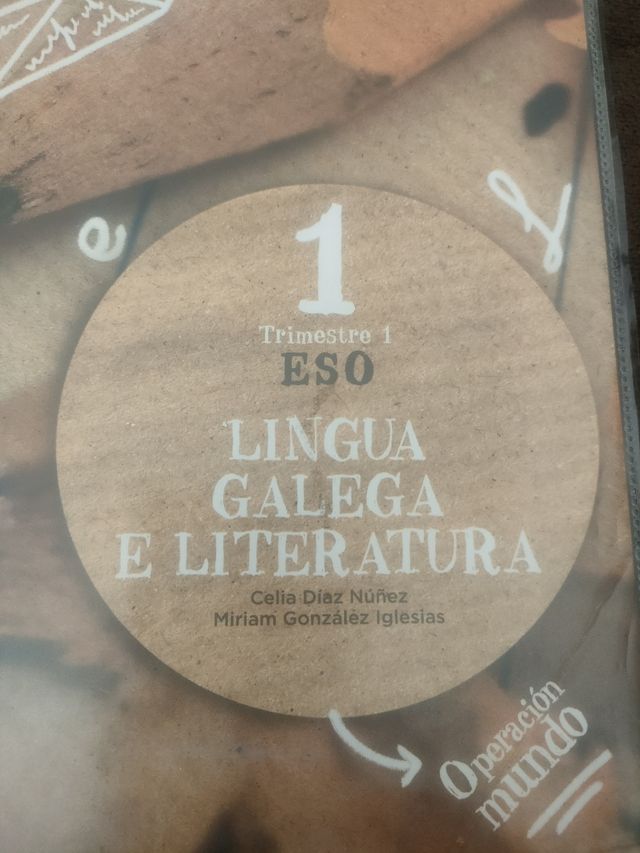 1
Trimestre 1
ESO
LINGUA
GALEGA
E LITERATURA
Celia Díaz Núñez
Miriam González Iglesias
Operación
mundo
e